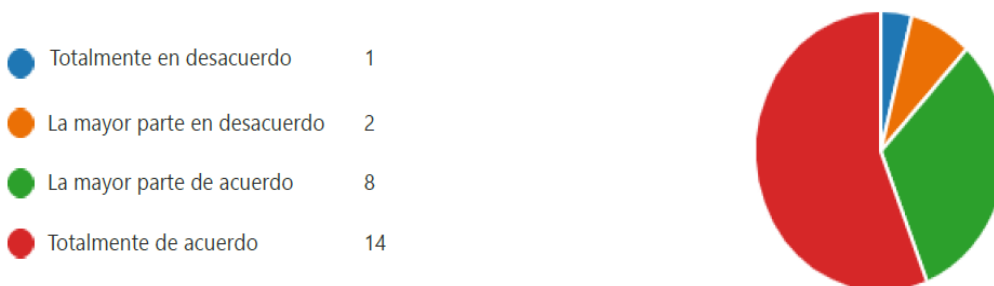 Totalmente en desacuerdo 1
La mayor parte en desacuerdo 2
La mayor parte de acuerdo 8
Totalmente de acuerdo 14